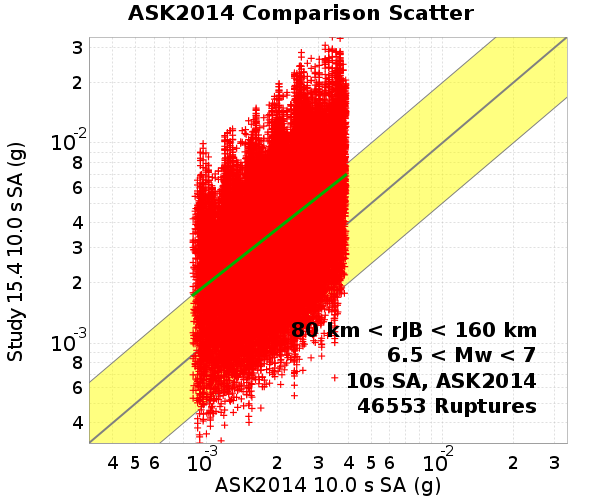 ASK2014 Comparison Scatter
3
2
10-2
8
6
4
3
2
10-3
8
6
4
Study 15.4 10.0 s SA (g)
80 km < rJB < 160 km
6.5 < Mw < 7
10s SA, ASK2014
46553 Ruptures
4 5 6 10-3 2 3 4 5 6 10-2 2 3
ASK2014 10.0 s SA (g)